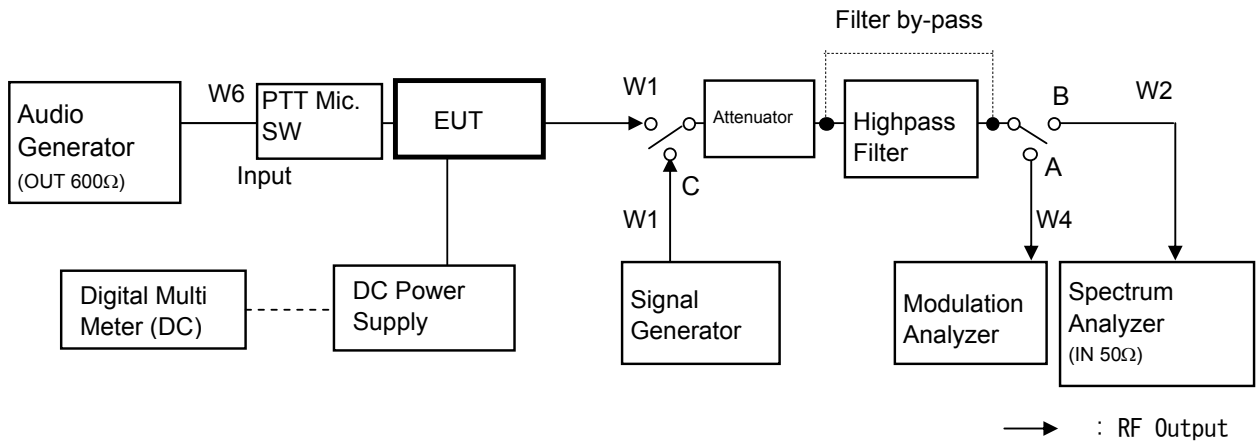 Filter by-pass
Audio
Generator
(OUT 600Ω)
W6
PTT Mic.
SW
Input
EUT
W1
C
W1
Attenuator
Highpass
Filter
B
A
W2
W4
Digital Multi
Meter (DC)
DC Power
Supply
Signal
Generator
Modulation
Analyzer
Spectrum
Analyzer
(IN 50Ω)
: RF Output